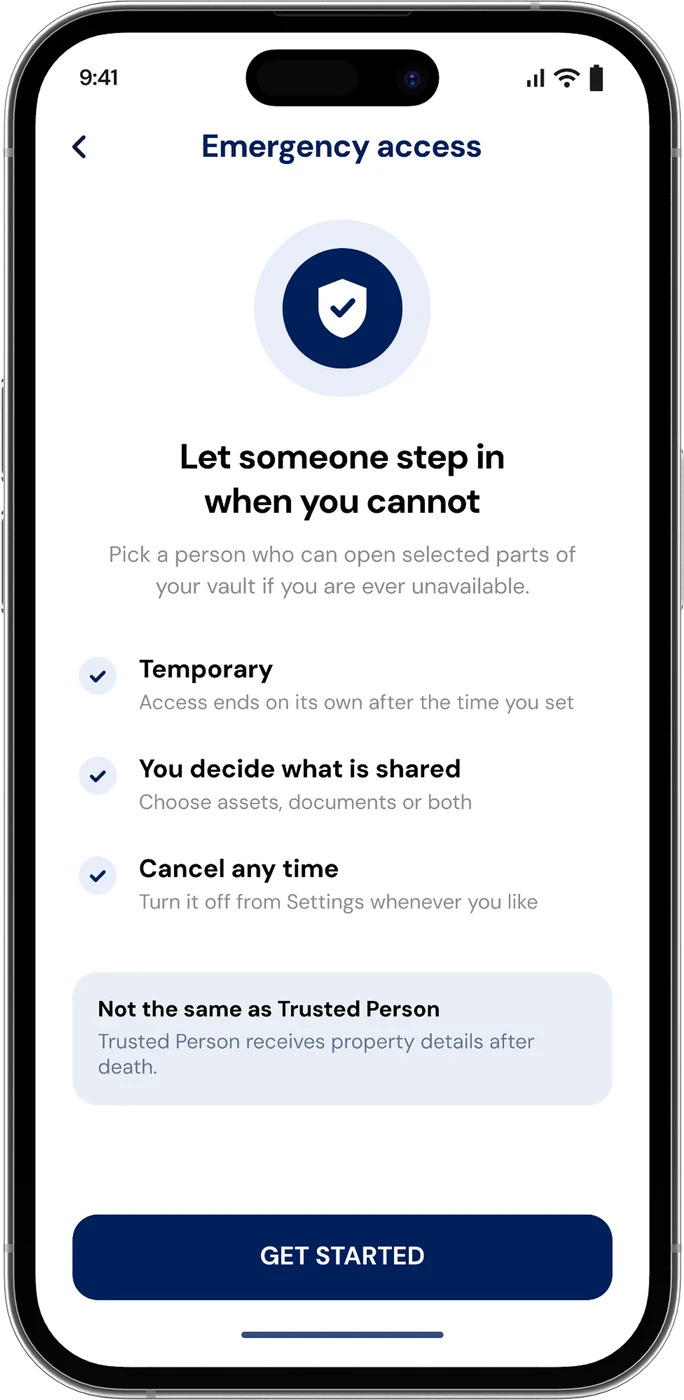 9:41
Emergency access
Let someone step in
when you cannot
Pick a person who can open selected parts of
your vault if you are ever unavailable.
Temporary
Access ends on its own after the time you set
You decide what is shared
Choose assets, documents or both
Cancel any time
Turn it off from Settings whenever you like
Not the same as Trusted Person
Trusted Person receives property details after
death.
GET STARTED